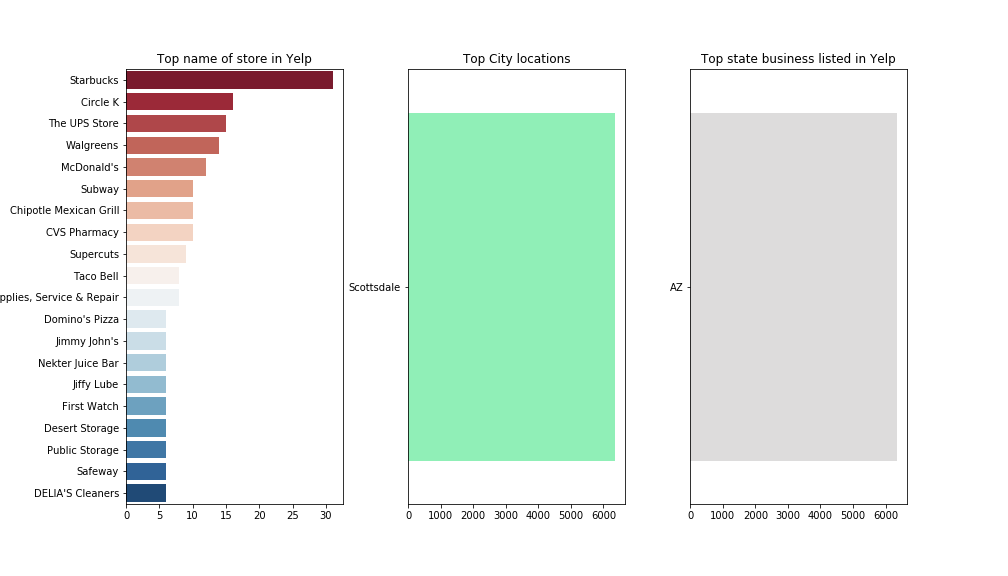 Top name of store in Yelp
Starbucks
Circle K
The UPS Store
Walgreens
McDonald's
Subway
Chipotle Mexican Grill
CVS Pharmacy
Supercuts
Taco Bell
pplies, Service & Repair
Domino's Pizza
Jimmy John's
Nekter Juice Bar
Jiffy Lube
First Watch
Desert Storage
Public Storage
Safeway
DELIA'S Cleaners
0 5 10 15 20 25 30
Top City locations
Scottsdale
0 1000 2000 3000 4000 5000 6000
Top state business listed in Yelp
AZ
0 1000 2000 3000 4000 5000 6000